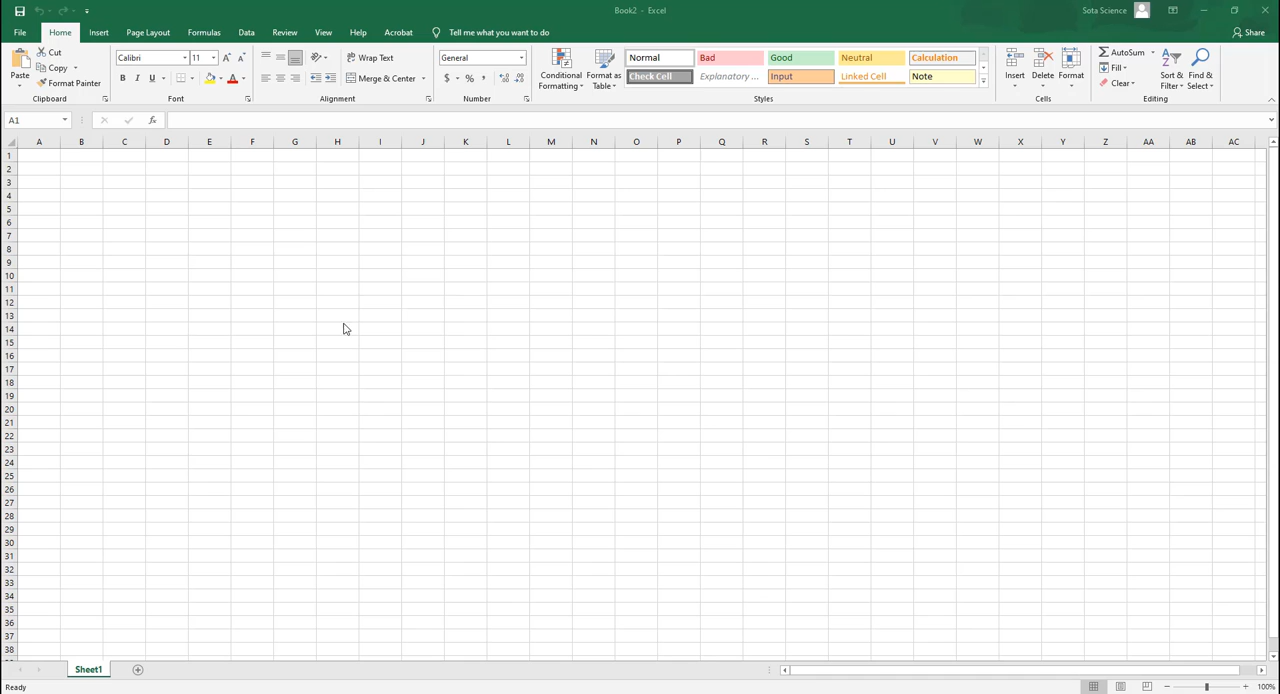 Book2 - Excel
Sota Science
File Home Insert Page Layout Formulas Data Review View Help Acrobat Tell me what you want to do Share
Paste
Cut
Copy
Format Painter
Clipboard
Calibri 11 A A
B I U A
Font
ab Wrap Text
Merge & Center
Alignment
General
$ % ,
Number
Conditional
Formatting
Format as
Table
Normal Bad Good Neutral Calculation
Check Cell Explanatory ... Input Linked Cell Note
Styles
Insert Delete Format
Cells
AutoSum
Fill
Clear
Sort &
Filter
Find &
Select
Editing
A1 fx
A B C D E F G H I J K L M N O P Q R S T U V W X Y Z AA AB AC
1
2
3
4
5
6
7
8
9
10
11
12
13
14
15
16
17
18
19
20
21
22
23
24
25
26
27
28
29
30
31
32
33
34
35
36
37
38
Sheet1
Ready 100%